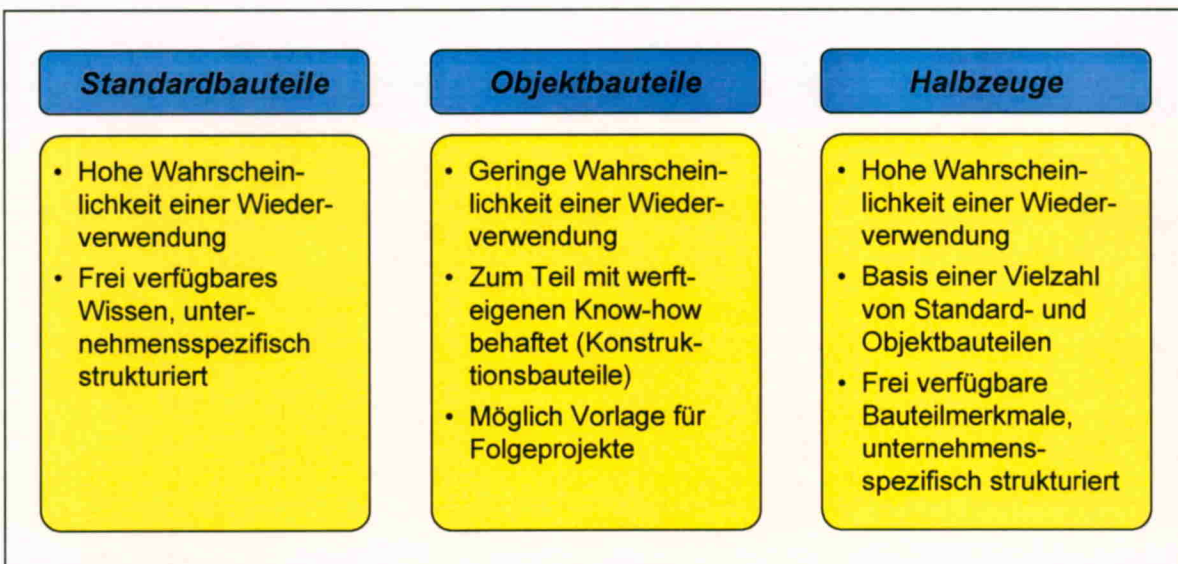 Standardbauteile
• Hohe Wahrschein-
lichkeit einer Wieder-
verwendung
• Frei verfügbares
Wissen, unter-
nehmensspezifisch
strukturiert
Objektbauteile
• Geringe Wahrschein-
lichkeit einer Wieder-
verwendung
• Zum Teil mit werft-
eigenen Know-how
behaftet (Konstruk-
tionsbauteile)
• Möglich Vorlage für
Folgeprojekte
Halbzeuge
• Hohe Wahrschein-
lichkeit einer Wieder-
verwendung
• Basis einer Vielzahl
von Standard- und
Objektbauteilen
• Frei verfügbare
Bauteilmerkmale,
unternehmens-
spezifisch strukturiert